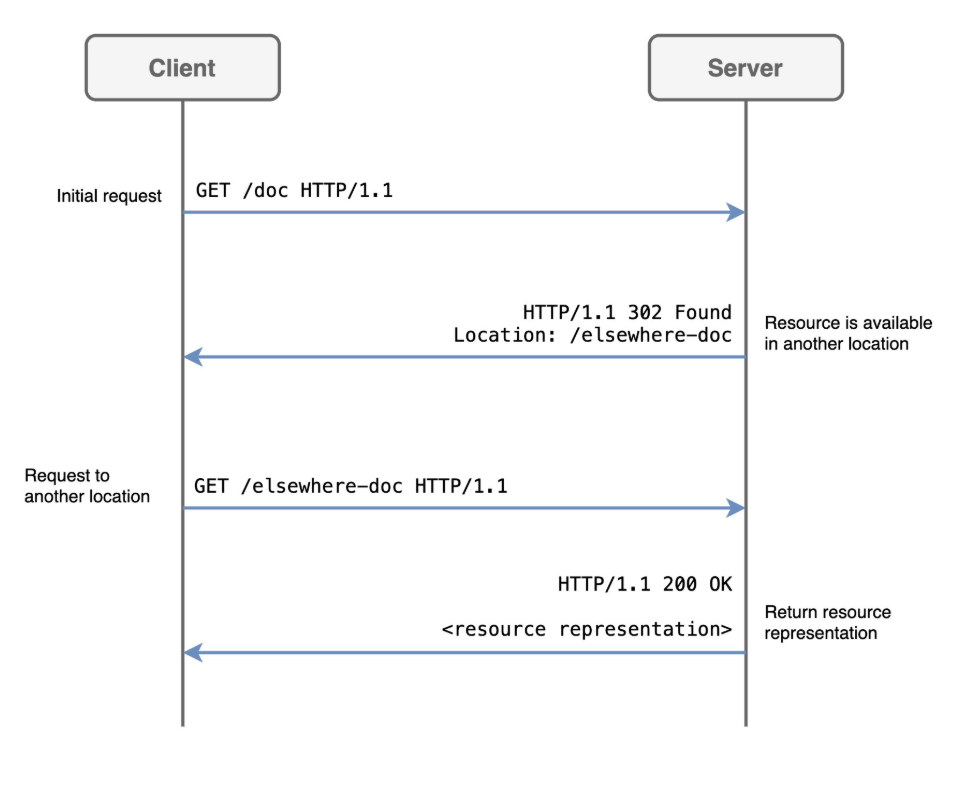 Client
Server
Initial request
GET /doc HTTP/1.1
HTTP/1.1 302 Found
Location: /elsewhere-doc
Resource is available
in another location
Request to
another location
GET /elsewhere-doc HTTP/1.1
HTTP/1.1 200 OK
<resource representation>
Return resource
representation